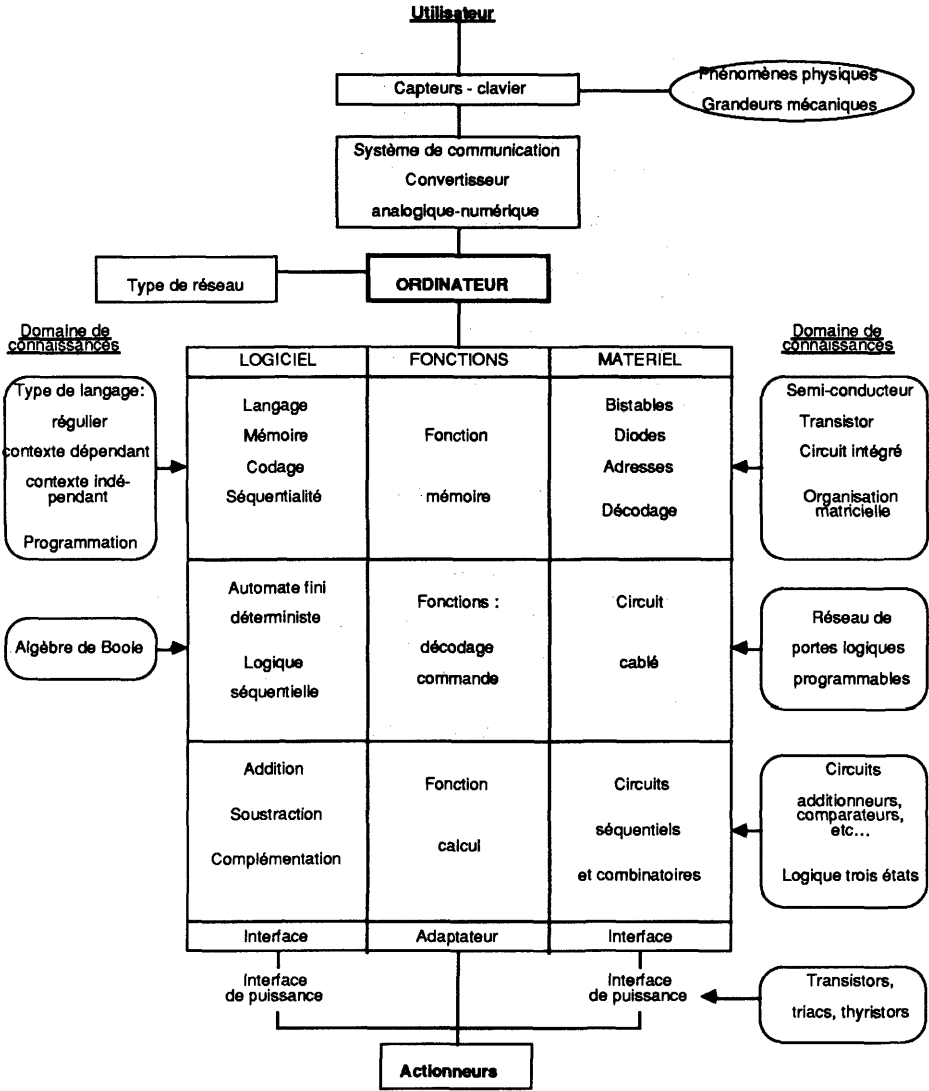 Utilisateur
Capteurs - clavier
Phénomènes physiques
Grandeurs mécaniques
Système de communication
Convertisseur
analogique-numérique
Type de réseau
ORDINATEUR
Domaine de
connaissances
LOGICIEL
FONCTIONS
MATERIEL
Domaine de
connaissances
Type de langage:
régulier
contexte dépendant
contexte indé-
pendant
Programmation
Langage
Mémoire
Codage
Séquentialité
Fonction
mémoire
Bistables
Diodes
Adresses
Décodage
Semi-conducteur
Transistor
Circuit intégré
Organisation
matricielle
Algèbre de Boole
Automate fini
déterministe
Logique
séquentielle
Fonctions :
décodage
commande
Circuit
cablé
Réseau de
portes logiques
programmables
Addition
Soustraction
Complémentation
Fonction
calcul
Circuits
séquentiels
et combinatoires
Circuits
additionneurs,
comparateurs,
etc...
Logique trois états
Interface
Adaptateur
Interface
Interface
de puissance
Interface
de puissance
Transistors,
triacs, thyristors
Actionneurs